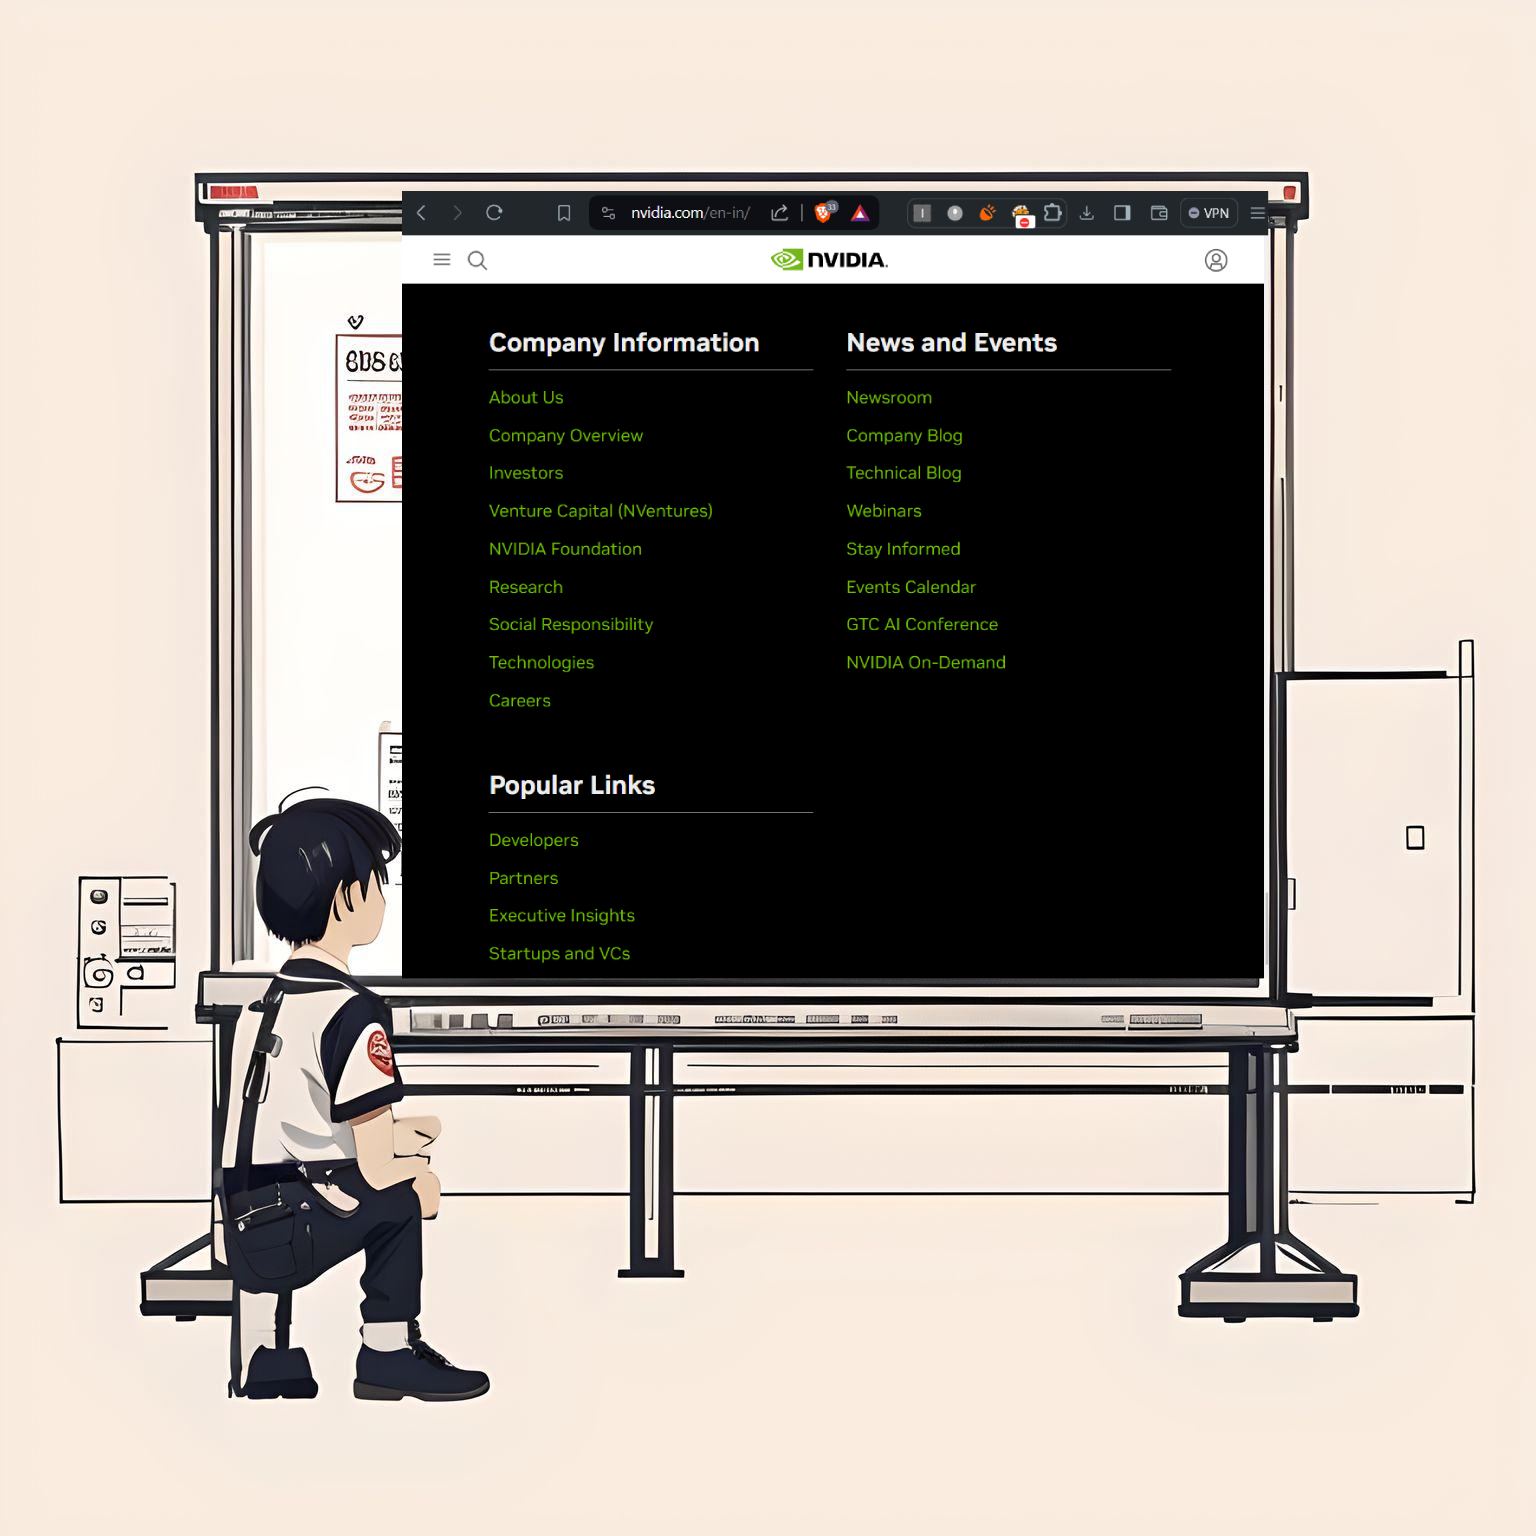 nvidia.com/en-in/
33
VPN
NVIDIA.
Company Information
About Us
Company Overview
Investors
Venture Capital (NVentures)
NVIDIA Foundation
Research
Social Responsibility
Technologies
Careers
News and Events
Newsroom
Company Blog
Technical Blog
Webinars
Stay Informed
Events Calendar
GTC AI Conference
NVIDIA On-Demand
Popular Links
Developers
Partners
Executive Insights
Startups and VCs